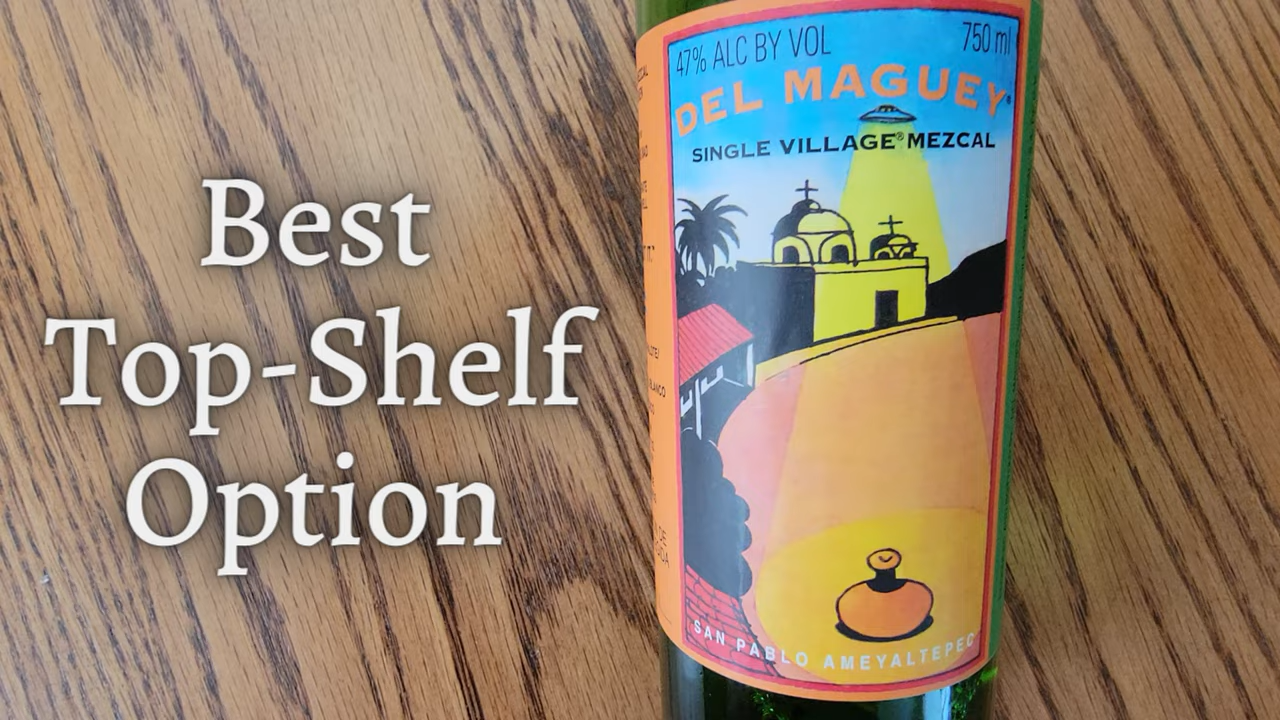 Best
Top-Shelf
Option
47% ALC BY VOL
750 ml
DEL MAGUEY®
SINGLE VILLAGE® MEZCAL
SAN PABLO AMEYALTEPEC